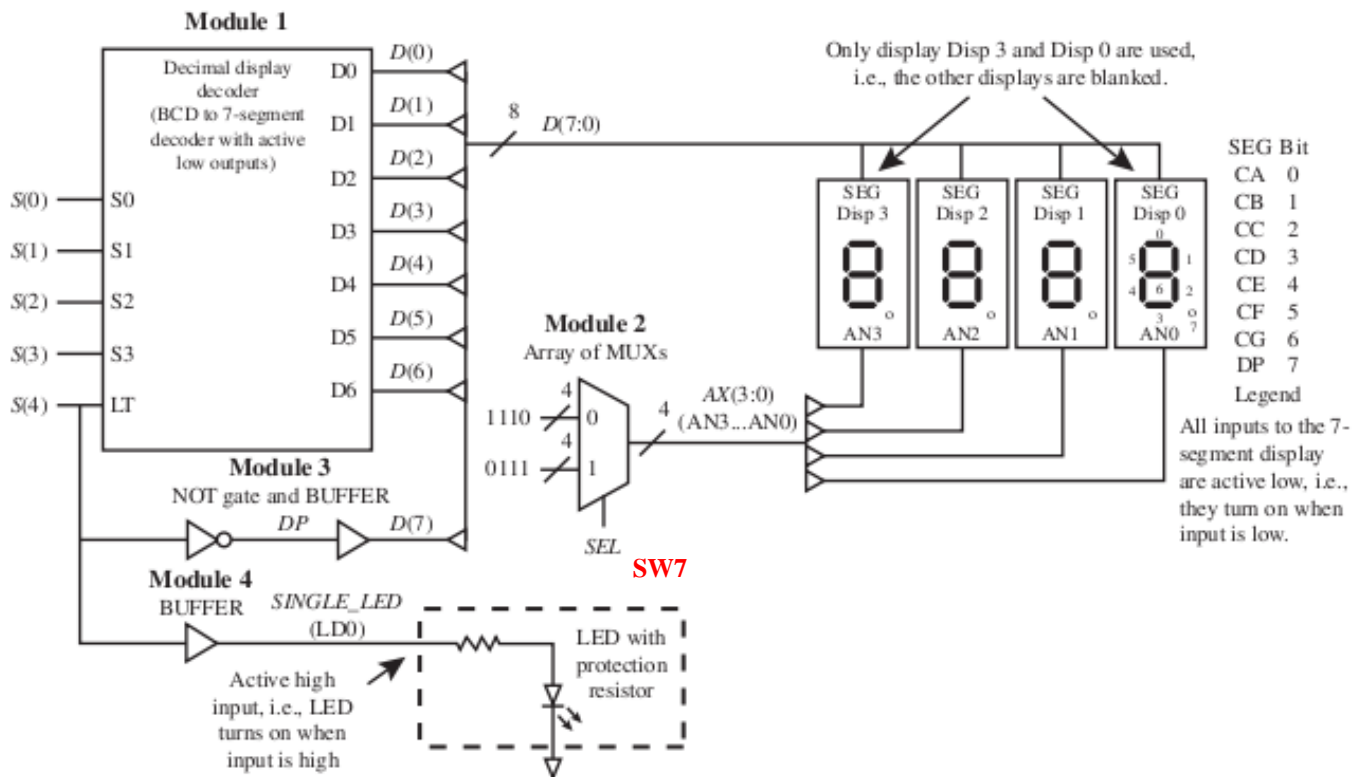 Module 1
Decimal display
decoder
(BCD to 7-segment
decoder with active
low outputs)
S(0)
S(1)
S(2)
S(3)
S(4)
S0
S1
S2
S3
LT
D0
D1
D2
D3
D4
D5
D6
D(0)
D(1)
D(2)
D(3)
D(4)
D(5)
D(6)
8
D(7:0)
Only display Disp 3 and Disp 0 are used,
i.e., the other displays are blanked.
SEG
Disp 3
AN3
SEG
Disp 2
AN2
SEG
Disp 1
AN1
SEG
Disp 0
0
5 1
6
4 2
3
7
AN0
SEG Bit
CA 0
CB 1
CC 2
CD 3
CE 4
CF 5
CG 6
DP 7
Legend
All inputs to the 7-
segment display
are active low, i.e.,
they turn on when
input is low.
Module 2
Array of MUXs
4
1110
0
4
0111
1
4
AX(3:0)
(AN3...AN0)
SEL
SW7
Module 3
NOT gate and BUFFER
DP
D(7)
Module 4
BUFFER
SINGLE_LED
(LD0)
Active high
input, i.e., LED
turns on when
input is high
LED with
protection
resistor